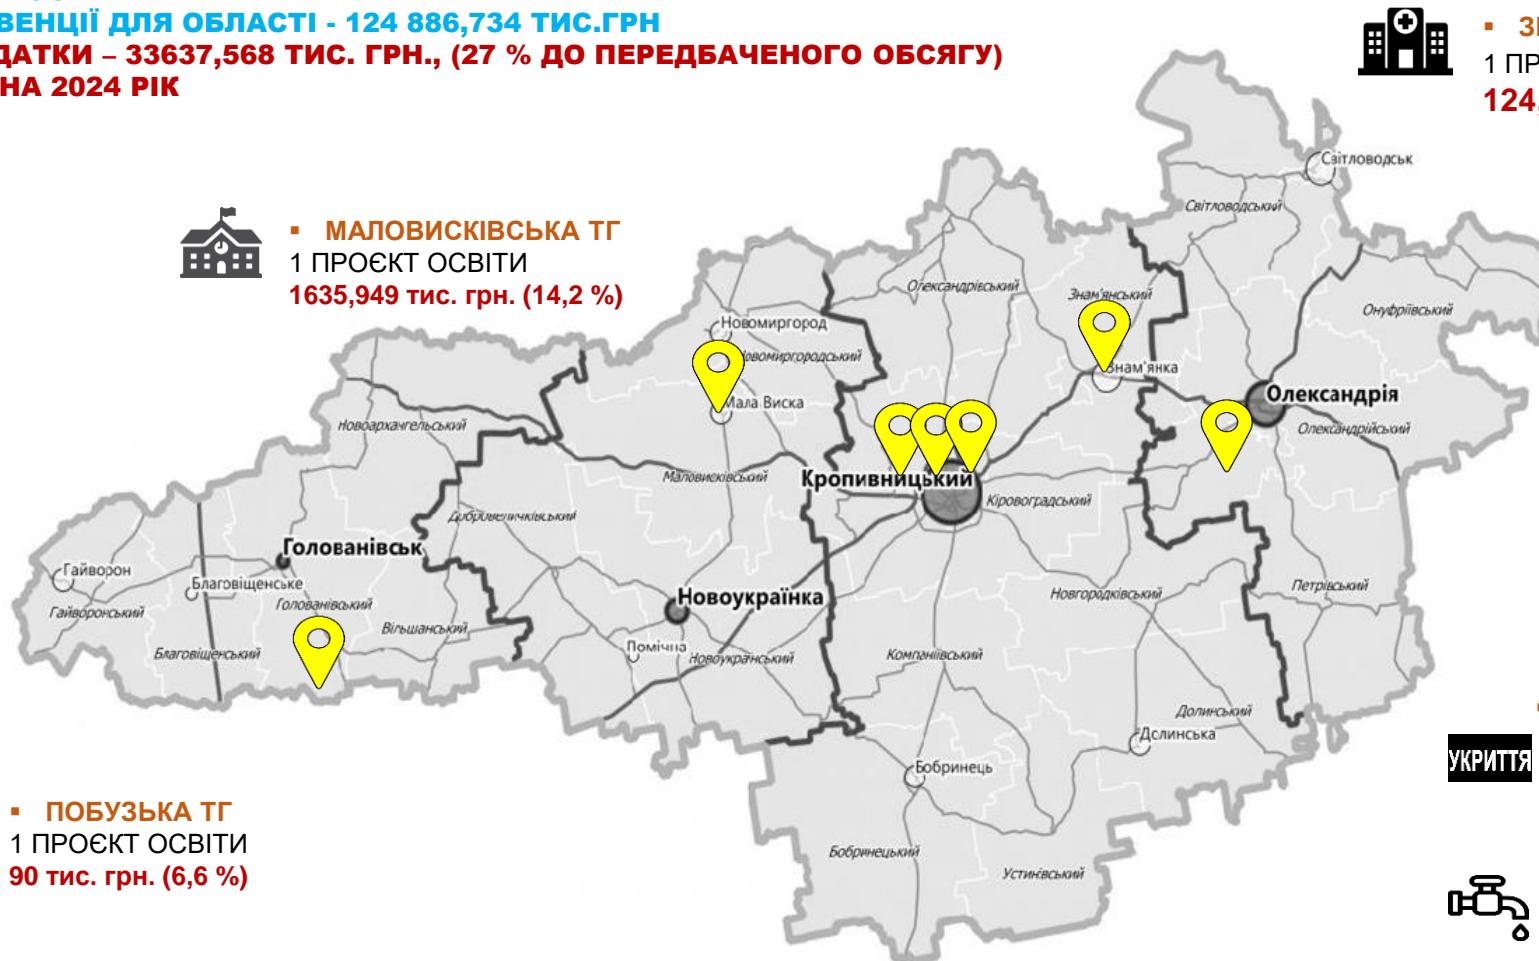 ВЕНЦІЇ ДЛЯ ОБЛАСТІ - 124 886,734 ТИС.ГРН
ДАТКИ – 33637,568 ТИС. ГРН., (27 % ДО ПЕРЕДБАЧЕНОГО ОБСЯГУ)
НА 2024 РІК
▪ ЗН
1 ПР
124,
▪ МАЛОВИСКІВСЬКА ТГ
1 ПРОЄКТ ОСВІТИ
1635,949 тис. грн. (14,2 %)
Світловодськ
Світловодський
Олександрівський
Знам'янський
Онуфріївський
Новомиргород
Новомиргородський
Знам'янка
Олександрія
Мала Виска
Новоархангельський
Олександрійський
Маловисківський
Кропивницький
Кіровоградський
Добровеличківський
Голованівськ
Гайворон
Благовіщенське
Голованівський
Гайворонський
Новоукраїнка
Новгородківський
Петрівський
Вільшанський
Благовіщенський
Помічна
Новоукраїнський
Компаніївський
Долинський
Долинська
УКРИТТЯ
Бобринець
▪ ПОБУЗЬКА ТГ
1 ПРОЄКТ ОСВІТИ
90 тис. грн. (6,6 %)
Бобринецький
Устинівський